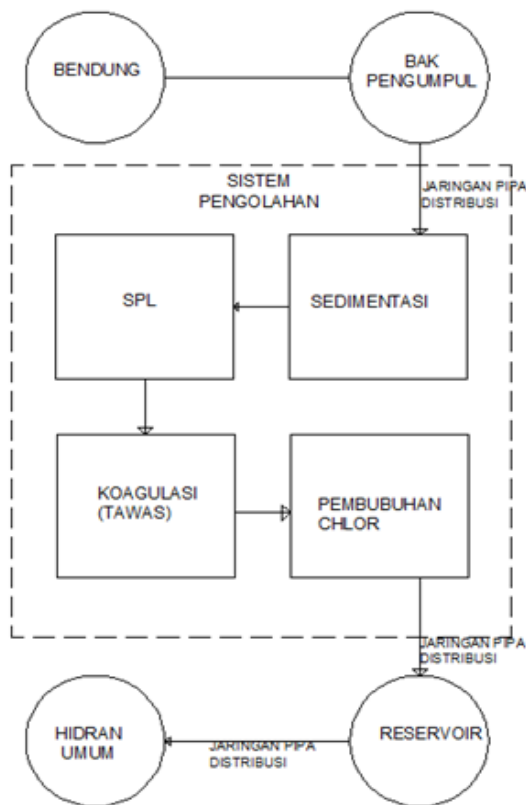 BENDUNG
BAK
PENGUMPUL
JARINGAN PIPA
DISTRIBUSI
SISTEM
PENGOLAHAN
SPL
SEDIMENTASI
KOAGULASI
(TAWAS)
PEMBUBUHAN
CHLOR
JARINGAN PIPA
DISTRIBUSI
HIDRAN
UMUM
JARINGAN PIPA
DISTRIBUSI
RESERVOIR